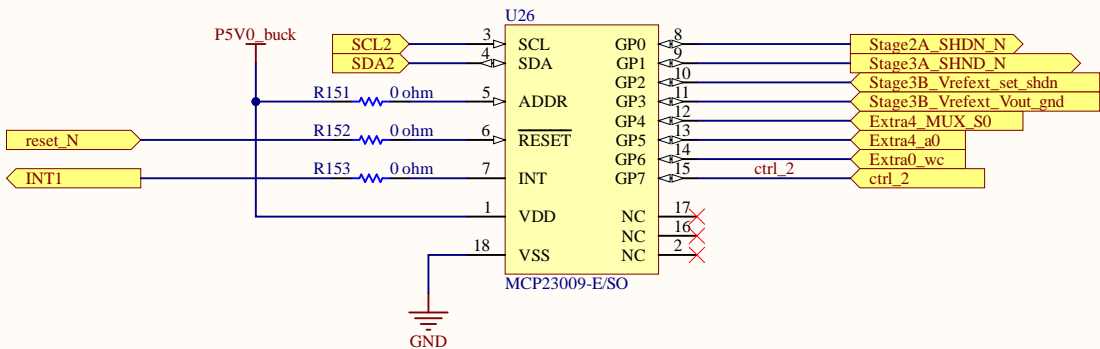 U26
P5V0_buck
SCL2 3 SCL GP0 8 Stage2A_SHDN_N
SDA2 4 SDA GP1 9 Stage3A_SHND_N
GP2 10 Stage3B_Vrefext_set_shdn
R151 0 ohm 5 ADDR GP3 11 Stage3B_Vrefext_Vout_gnd
GP4 12 Extra4_MUX_S0
reset_N R152 0 ohm 6 RESET GP5 13 Extra4_a0
GP6 14 Extra0_wc
INT1 R153 0 ohm 7 INT GP7 15 ctrl_2 ctrl_2
1 VDD NC 17
NC 16
18 VSS NC 2
MCP23009-E/SO
GND